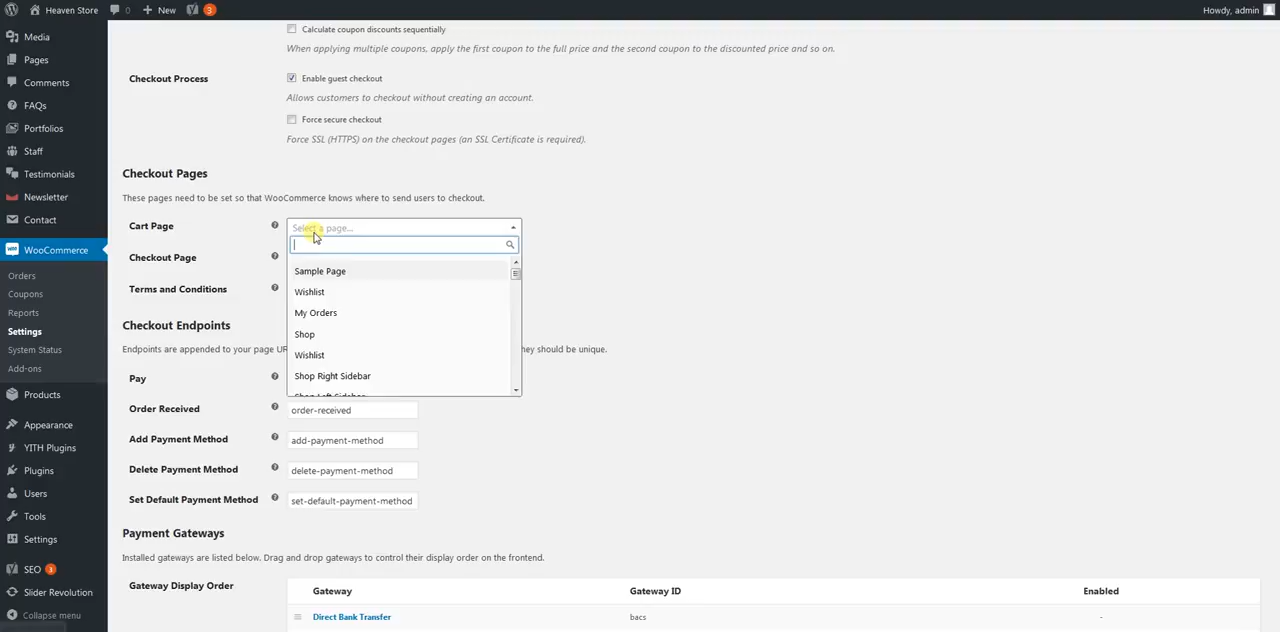 Heaven Store 0 New 3 Howdy, admin
Media
Pages
Comments
FAQs
Portfolios
Staff
Testimonials
Newsletter
Contact
WooCommerce
Orders
Coupons
Reports
Settings
System Status
Add-ons
Products
Appearance
YITH Plugins
Plugins
Users
Tools
Settings
SEO 3
Slider Revolution
Collapse menu
Calculate coupon discounts sequentially
When applying multiple coupons, apply the first coupon to the full price and the second coupon to the discounted price and so on.
Checkout Process
Enable guest checkout
Allows customers to checkout without creating an account.
Force secure checkout
Force SSL (HTTPS) on the checkout pages (an SSL Certificate is required).
Checkout Pages
These pages need to be set so that WooCommerce knows where to send users to checkout.
Cart Page
Select a page...
Sample Page
Wishlist
My Orders
Shop
Wishlist
Shop Right Sidebar
Shop Left Sidebar
Checkout Page
Terms and Conditions
Checkout Endpoints
Endpoints are appended to your page UR
hey should be unique.
Pay
Order Received order-received
Add Payment Method add-payment-method
Delete Payment Method delete-payment-method
Set Default Payment Method set-default-payment-method
Payment Gateways
Installed gateways are listed below. Drag and drop gateways to control their display order on the frontend.
Gateway Display Order
Gateway Gateway ID Enabled
Direct Bank Transfer bacs -